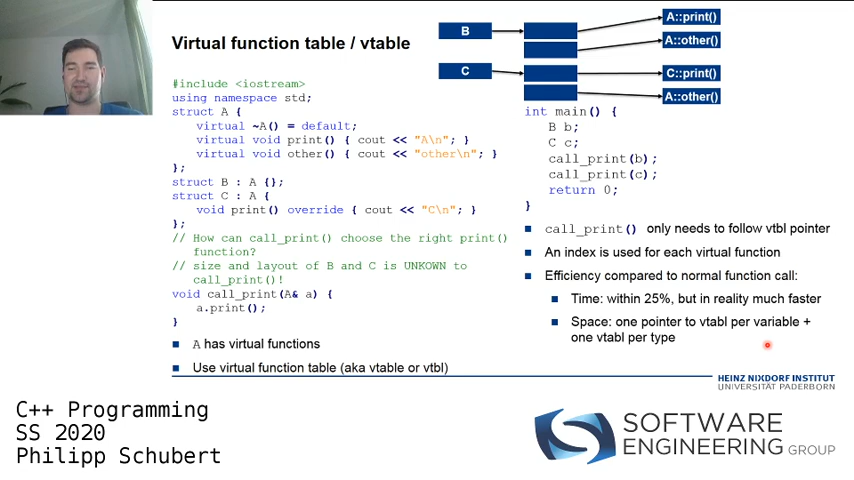 Virtual function table / vtable
#include <iostream>
using namespace std;
struct A {
virtual ~A() = default;
virtual void print() { cout << "A\n"; }
virtual void other() { cout << "other\n"; }
};
struct B : A {};
struct C : A {
void print() override { cout << "C\n"; }
};
// How can call_print() choose the right print()
function?
// size and layout of B and C is UNKOWN to
call_print()!
void call_print(A& a) {
a.print();
}
■ A has virtual functions
■ Use virtual function table (aka vtable or vtbl)
B
A::print()
A::other()
C
C::print()
A::other()
int main() {
B b;
C c;
call_print(b);
call_print(c);
return 0;
}
■ call_print() only needs to follow vtbl pointer
■ An index is used for each virtual function
■ Efficiency compared to normal function call:
■ Time: within 25%, but in reality much faster
■ Space: one pointer to vtabl per variable +
one vtabl per type
HEINZ NIXDORF INSTITUT
UNIVERSITÄT PADERBORN
C++ Programming
SS 2020
Philipp Schubert
SOFTWARE
ENGINEERING GROUP